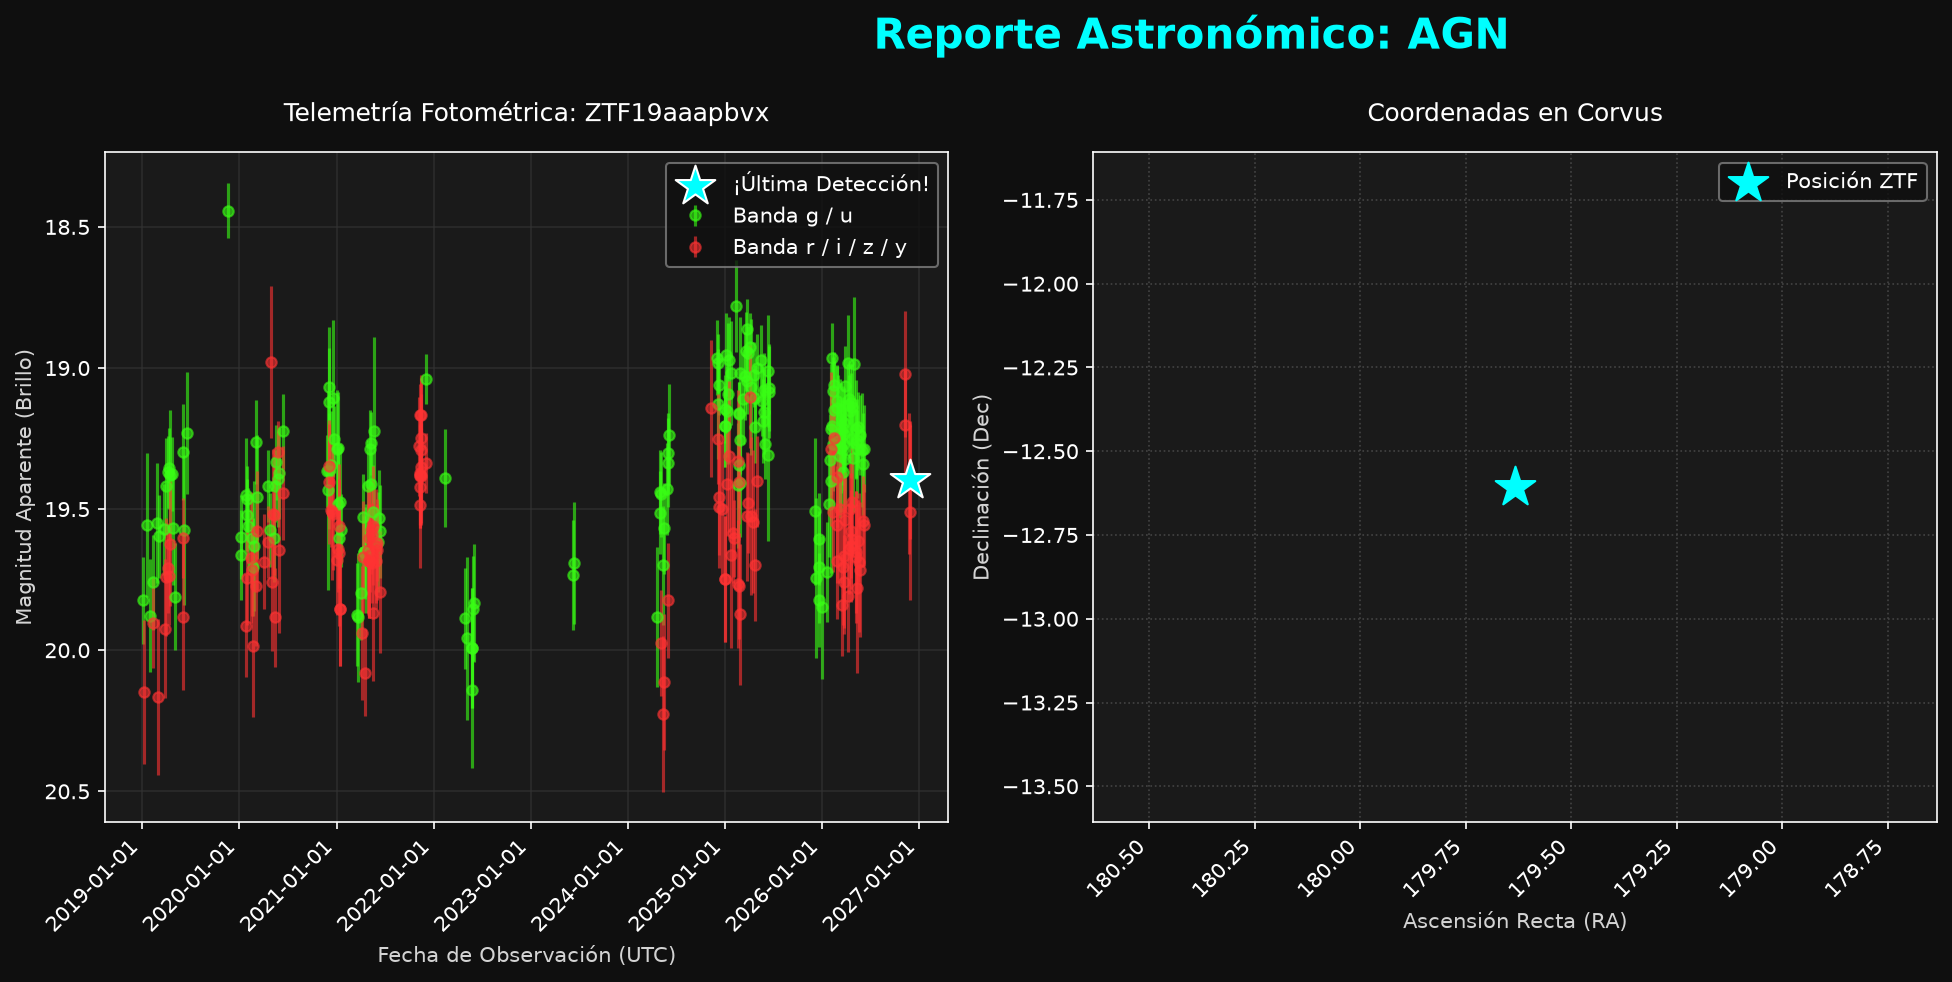 Reporte Astronómico: AGN
Telemetría Fotométrica: ZTF19aaapbvx
¡Última Detección!
Banda g / u
Banda r / i / z / y
Magnitud Aparente (Brillo)
18.5
19.0
19.5
20.0
20.5
2019-01-01
2020-01-01
2021-01-01
2022-01-01
2023-01-01
2024-01-01
2025-01-01
2026-01-01
2027-01-01
Fecha de Observación (UTC)
Coordenadas en Corvus
Posición ZTF
Declinación (Dec)
−11.75
−12.00
−12.25
−12.50
−12.75
−13.00
−13.25
−13.50
180.50
180.25
180.00
179.75
179.50
179.25
179.00
178.75
Ascensión Recta (RA)